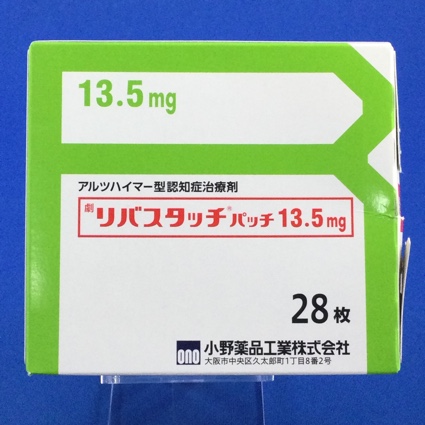 13.5mg
アルツハイマー型認知症治療剤
劇 リバスタッチ®パッチ 13.5mg
28枚
ono 小野薬品工業株式会社
大阪市中央区久太郎町1丁目8番2号